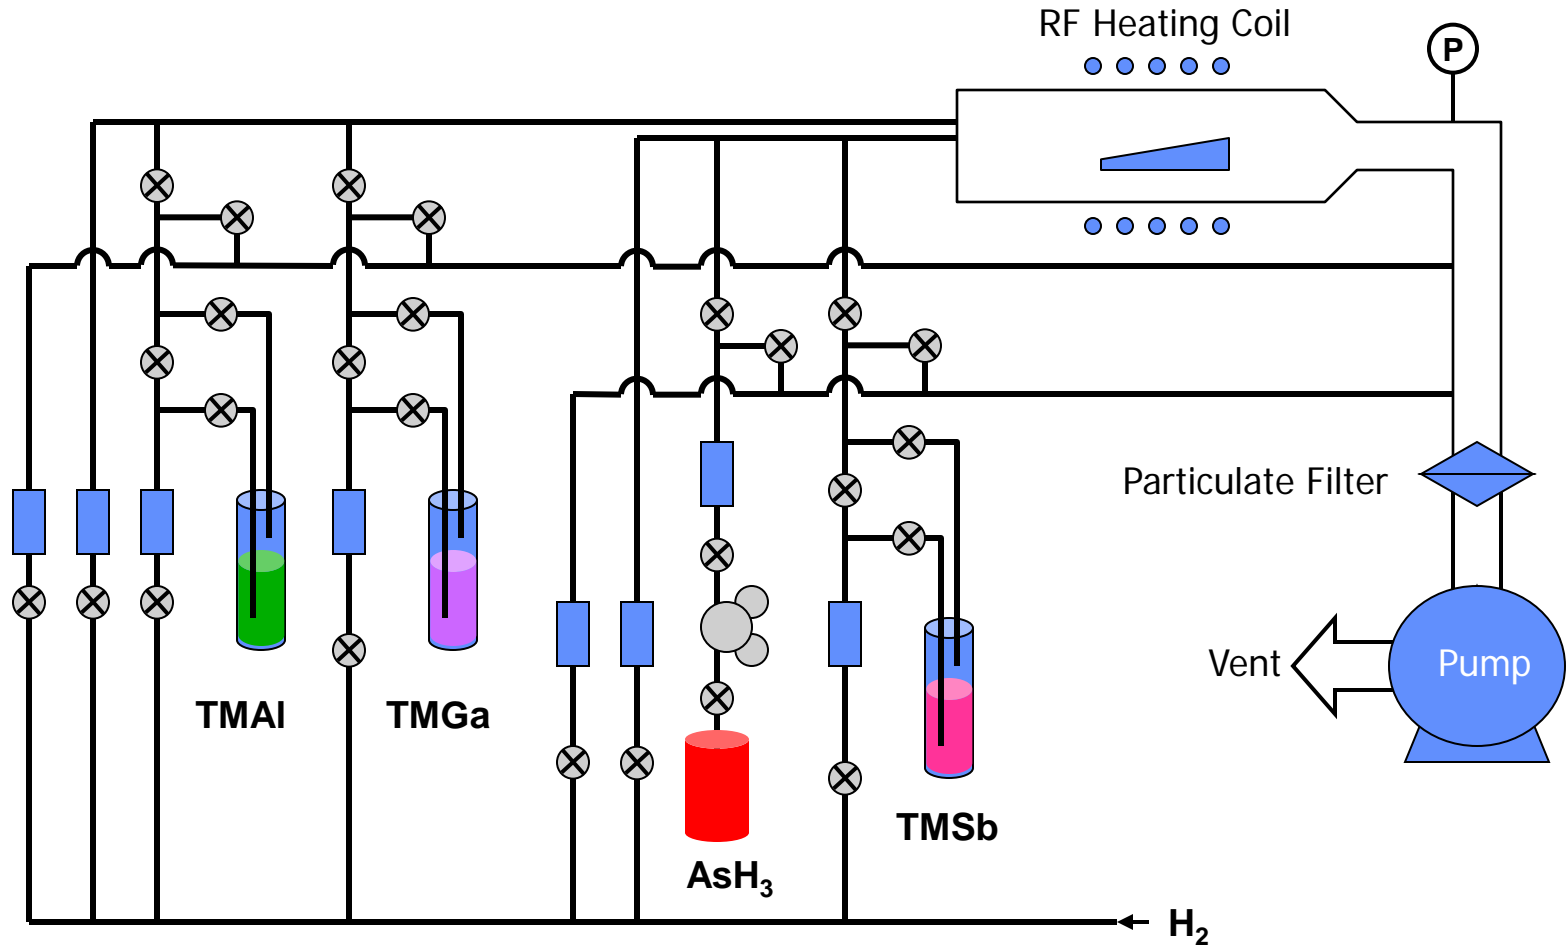 RF Heating Coil
P
Particulate Filter
Vent
Pump
TMAl
TMGa
TMSb
AsH₃
H₂